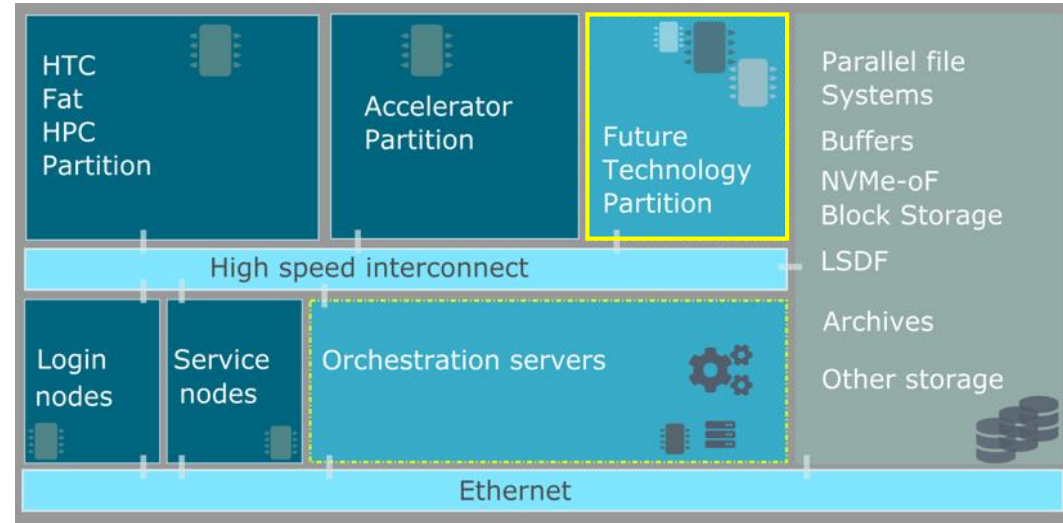 HTC
Fat
HPC
Partition
Accelerator
Partition
Future
Technology
Partition
Parallel file
Systems
Buffers
NVMe-oF
Block Storage
LSDF
Archives
Other storage
High speed interconnect
Login
nodes
Service
nodes
Orchestration servers
Ethernet